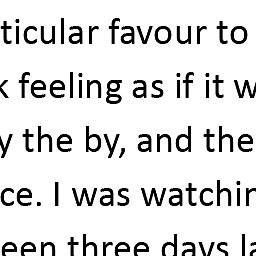 ticular favour to
k feeling as if it w
y the by, and the
ce. I was watchin
een three days la